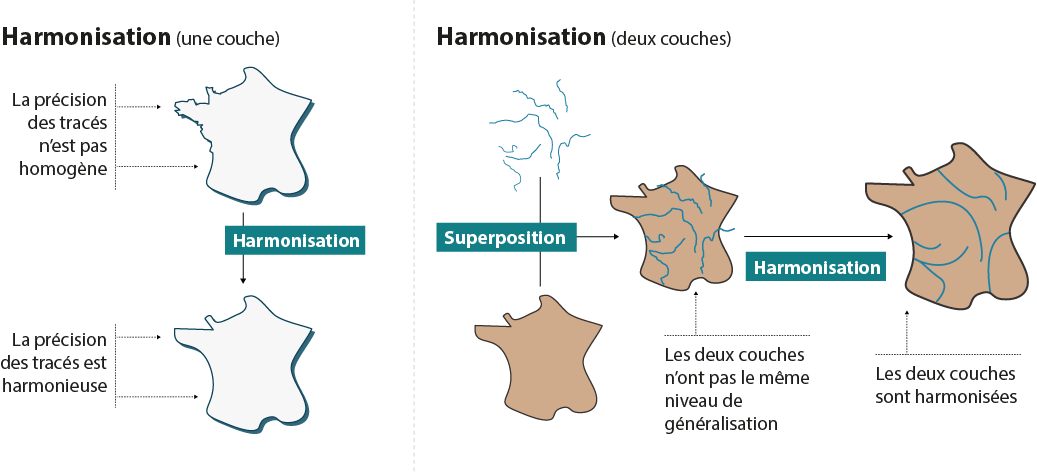 Harmonisation (une couche)
La précision
des tracés
n'est pas
homogène
Harmonisation
La précision
des tracés est
harmonieuse
Harmonisation (deux couches)
Superposition
Harmonisation
Les deux couches
n'ont pas le même
niveau de
généralisation
Les deux couches
sont harmonisées